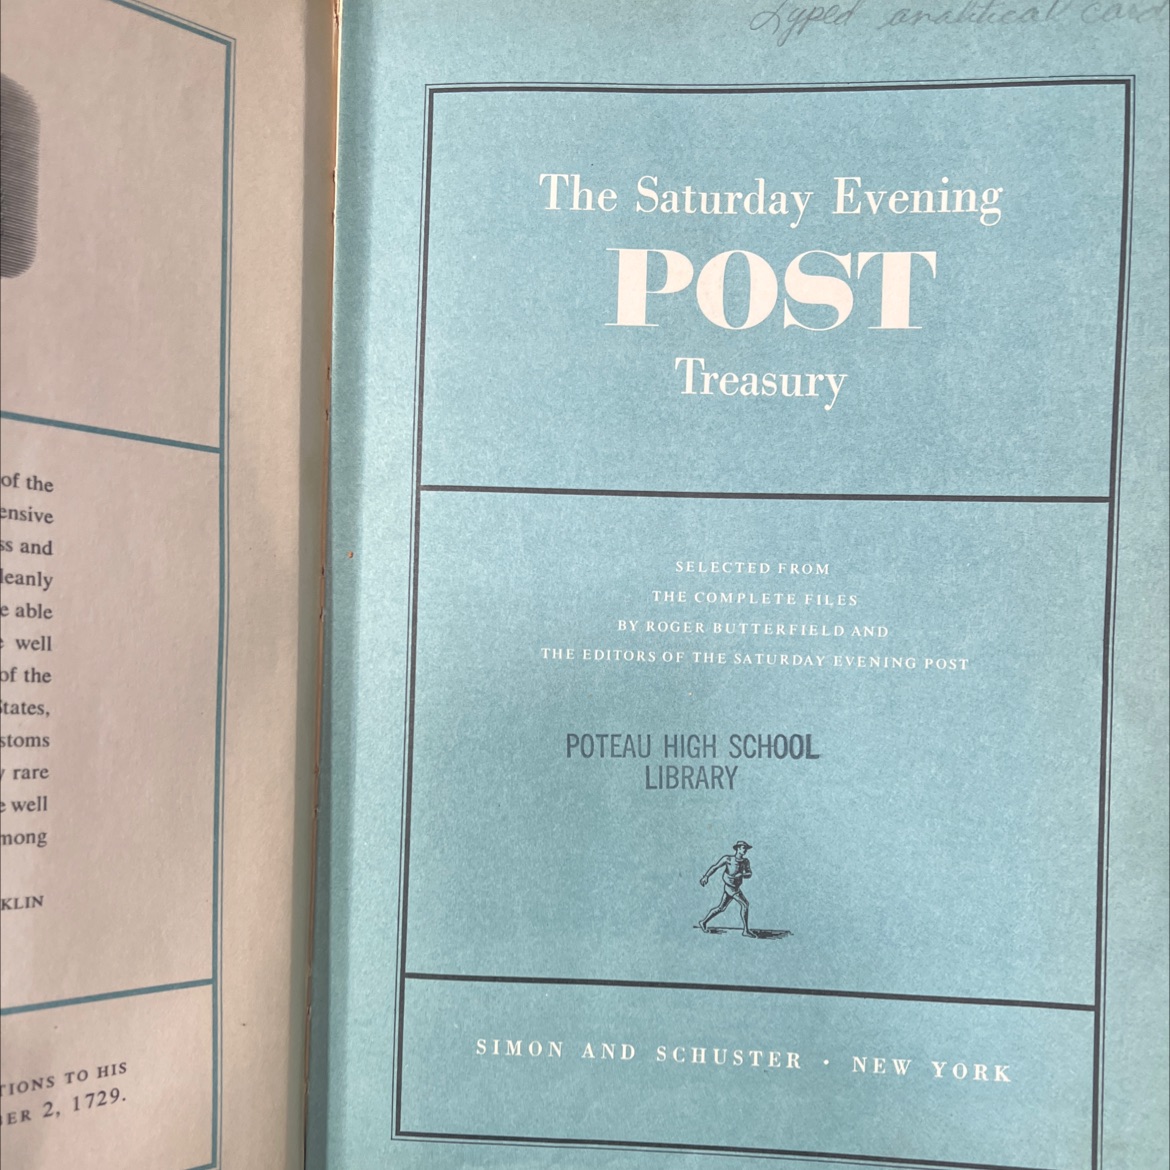 of the
ensive
ss and
leanly
e able
e well
of the
States,
stoms
y rare
e well
mong
KLIN
TIONS TO HIS
BER 2, 1729.
Typed analitical card
The Saturday Evening
POST
Treasury
SELECTED FROM
THE COMPLETE FILES
BY ROGER BUTTERFIELD AND
THE EDITORS OF THE SATURDAY EVENING POST
POTEAU HIGH SCHOOL
LIBRARY
SIMON AND SCHUSTER · NEW YORK